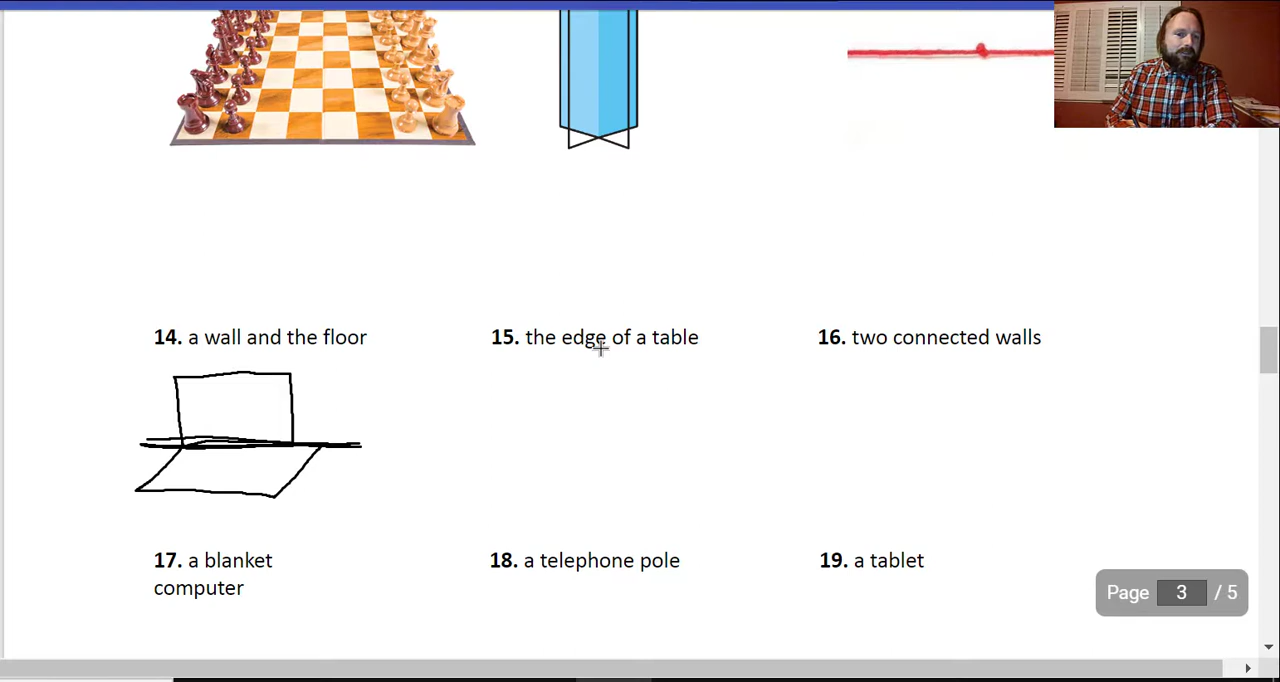 14. a wall and the floor
15. the edge of a table
16. two connected walls
17. a blanket
18. a telephone pole
19. a tablet
computer
Page 3 / 5